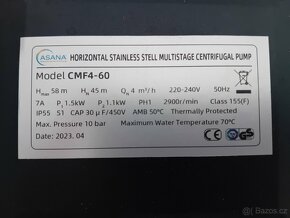 ASANA
HORIZONTAL STAINLESS STELL MULTISTAGE CENTRIFUGAL PUMP
Model CMF4-60
Hmax 58 m HN 45 m QN 4 m³/h 220-240V 50Hz
7A P1 1.5kW P2 1.1kW PH1 2900r/min Class 155(F)
IP55 S1 CAP 30 µF/450V AMB 50℃ Thermally Protected
Max. Pressure 10 bar Maximum Water Temperature 70℃
Date: 2023. 04
Bazoš.cz